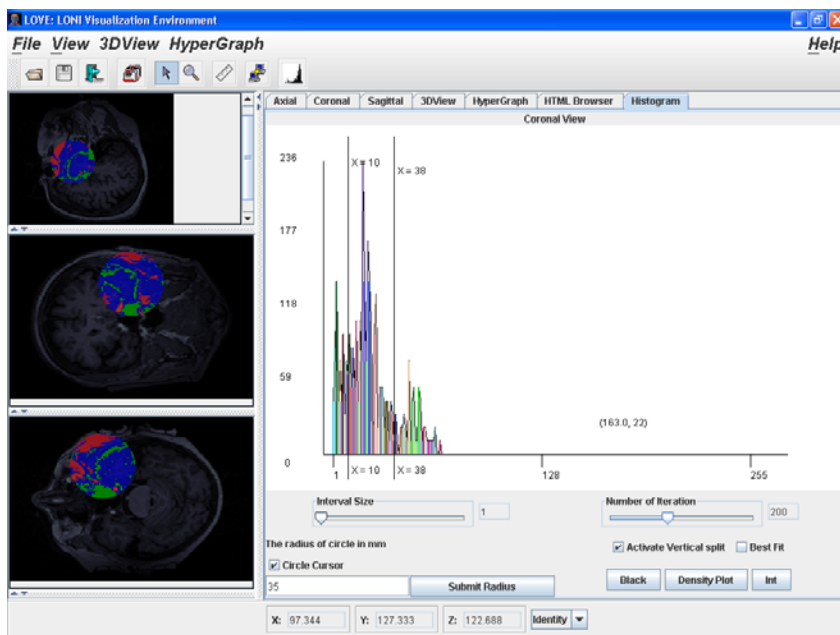 LOVE: LONI Visualization Environment
File View 3DView HyperGraph Help
Axial Coronal Sagittal 3DView HyperGraph HTML Browser Histogram
Coronal View
236
X = 10
X = 38
177
118
59
(163.0, 22)
0
X = 10 X = 38
1 128 255
Interval Size
1
Number of Iteration
200
The radius of circle in mm
Activate Vertical split Best Fit
Circle Cursor
35 Submit Radius
Black Density Plot Int
X: 97.344 Y: 127.333 Z: 122.688 Identity